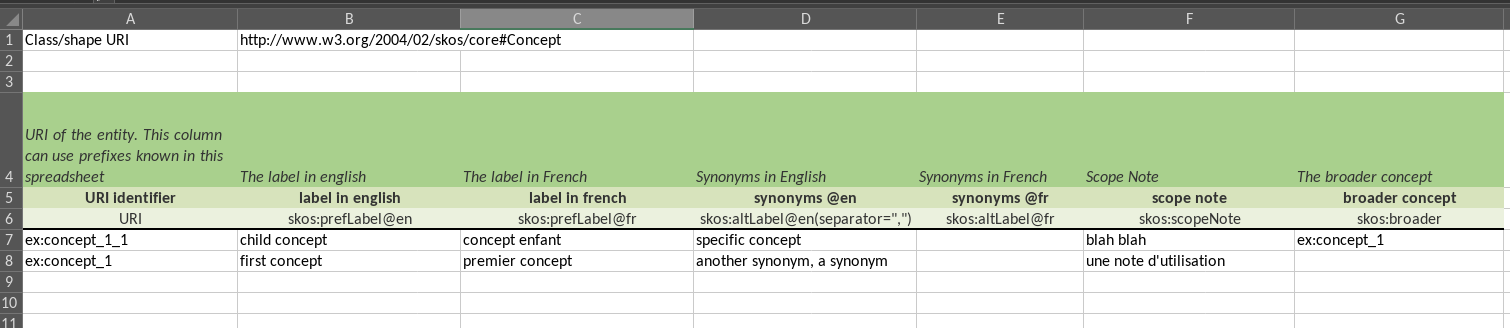 A B C D E F G
1 Class/shape URI http://www.w3.org/2004/02/skos/core#Concept
2
3
URI of the entity. This column
can use prefixes known in this
4 spreadsheet The label in english The label in French Synonyms in English Synonyms in French Scope Note The broader concept
5 URI identifier label in english label in french synonyms @en synonyms @fr scope note broader concept
6 URI skos:prefLabel@en skos:prefLabel@fr skos:altLabel@en(separator=",") skos:altLabel@fr skos:scopeNote skos:broader
7 ex:concept_1_1 child concept concept enfant specific concept blah blah ex:concept_1
8 ex:concept_1 first concept premier concept another synonym, a synonym une note d'utilisation
9
10
11